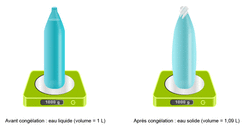 1000 g
1000 g
Avant congélation : eau liquide (volume = 1 L)
Après congélation : eau solide (volume = 1,09 L)